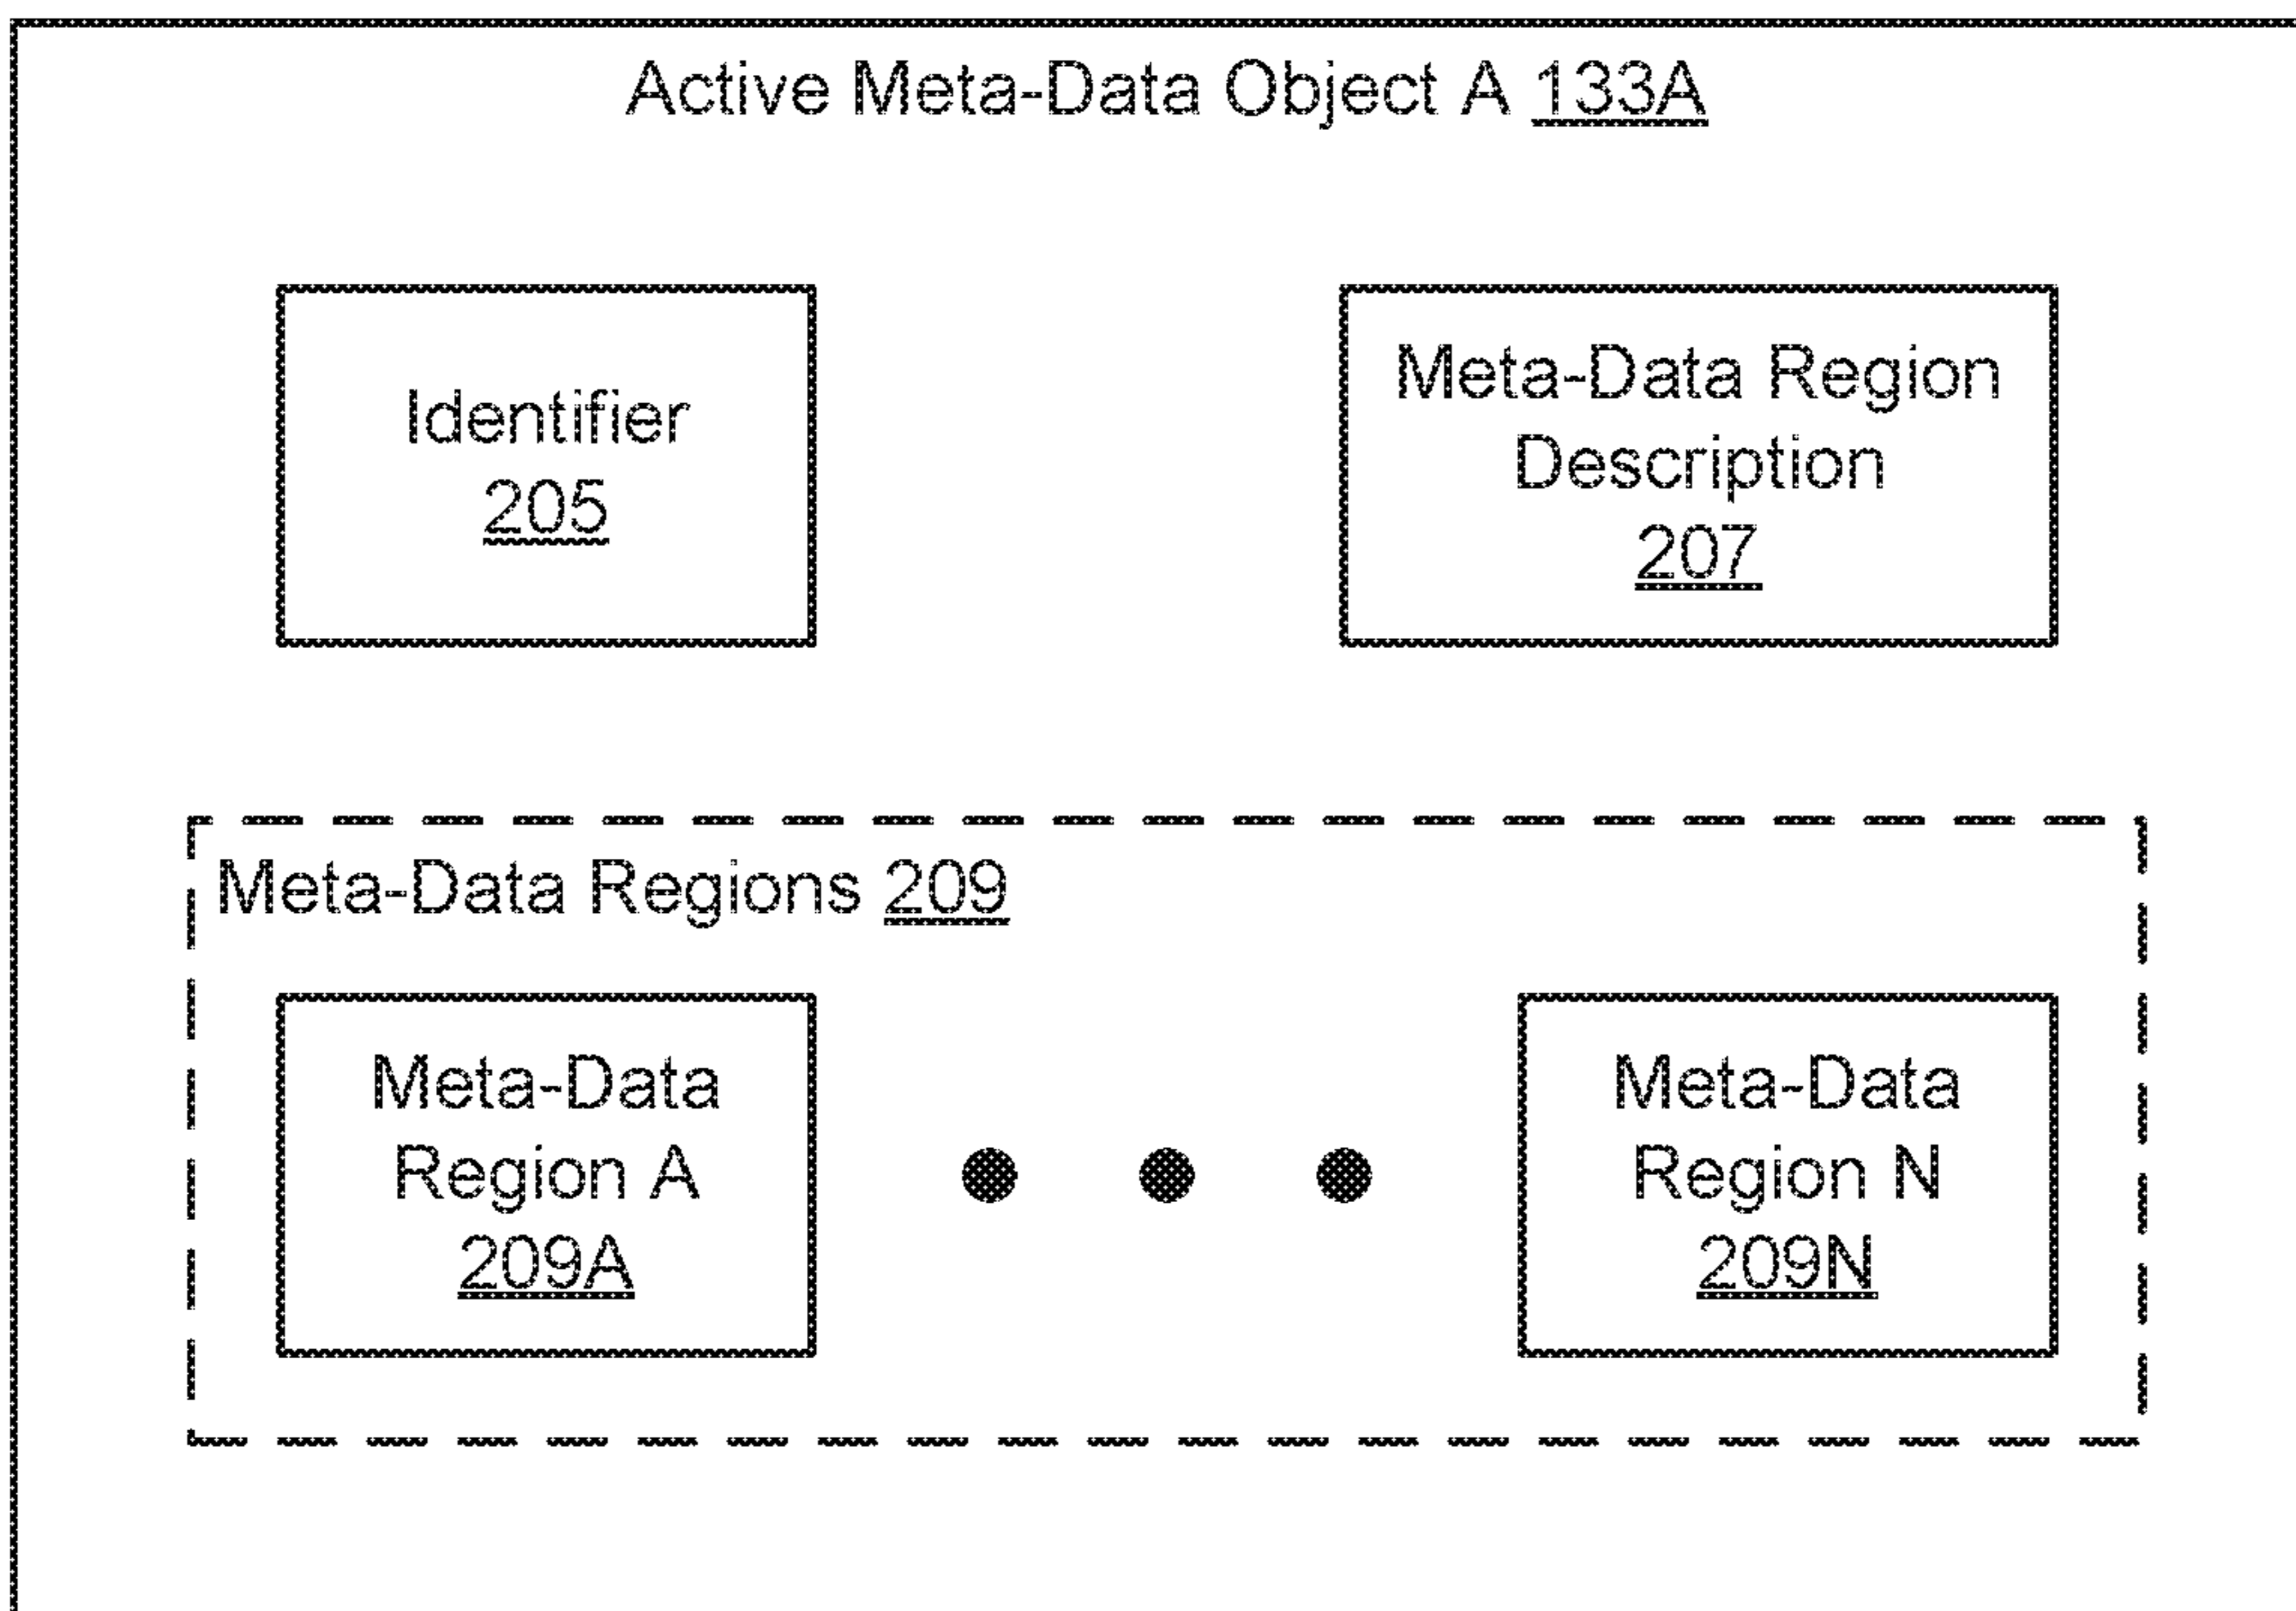 Active Meta-Data Object A 133A
Identifier
205
Meta-Data Region
Description
207
Meta-Data Regions 209
Meta-Data
Region A
209A
Meta-Data
Region N
209N